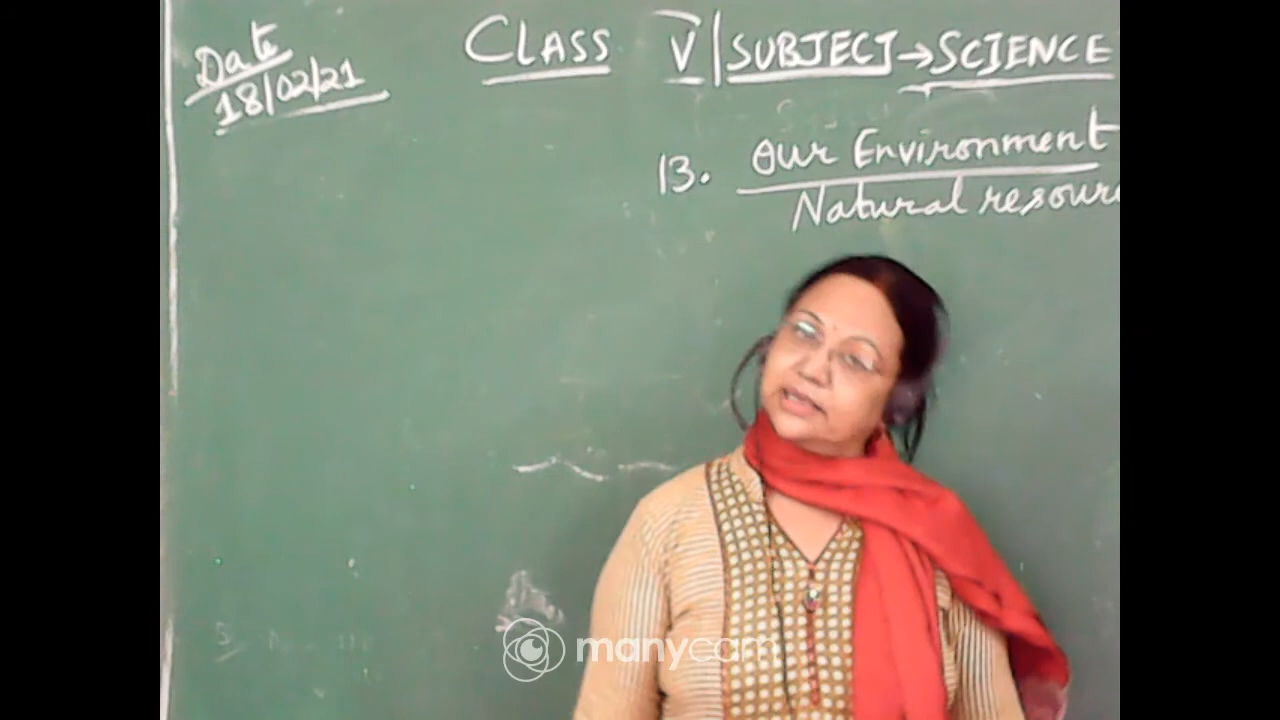 Date
18/02/21
CLASS V | SUBJECT → SCIENCE
13. Our Environment
Natural resour
manycam